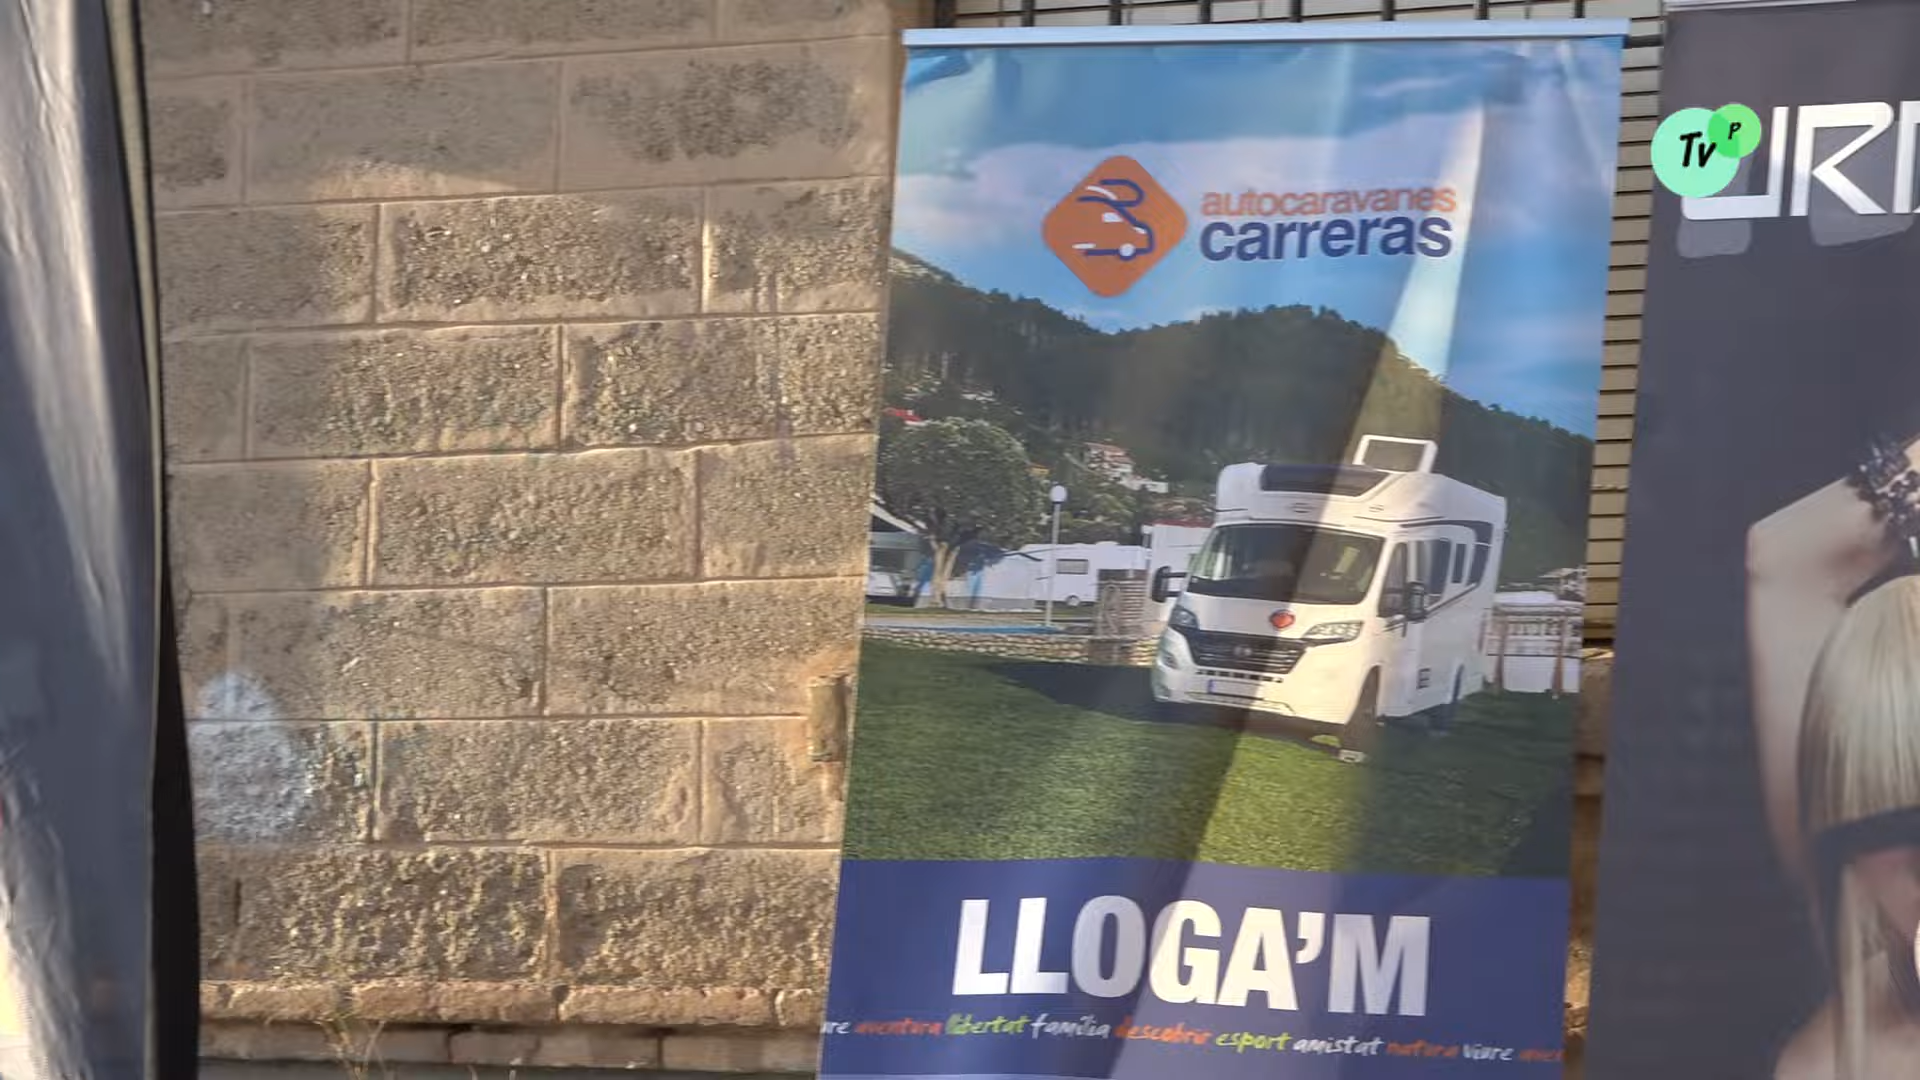 Tv P
autocaravanes
carreras
LLOGA'M
aventura llibertat família descobrir esport amistat natura viure